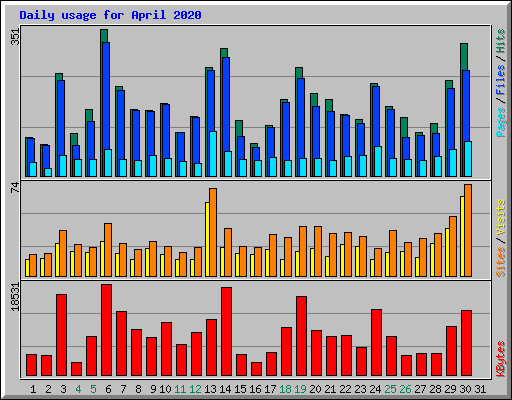 Daily usage for April 2020
351
Pages / Files / Hits
74
Sites / Visits
18531
KBytes
1 2 3 4 5 6 7 8 9 10 11 12 13 14 15 16 17 18 19 20 21 22 23 24 25 26 27 28 29 30 31